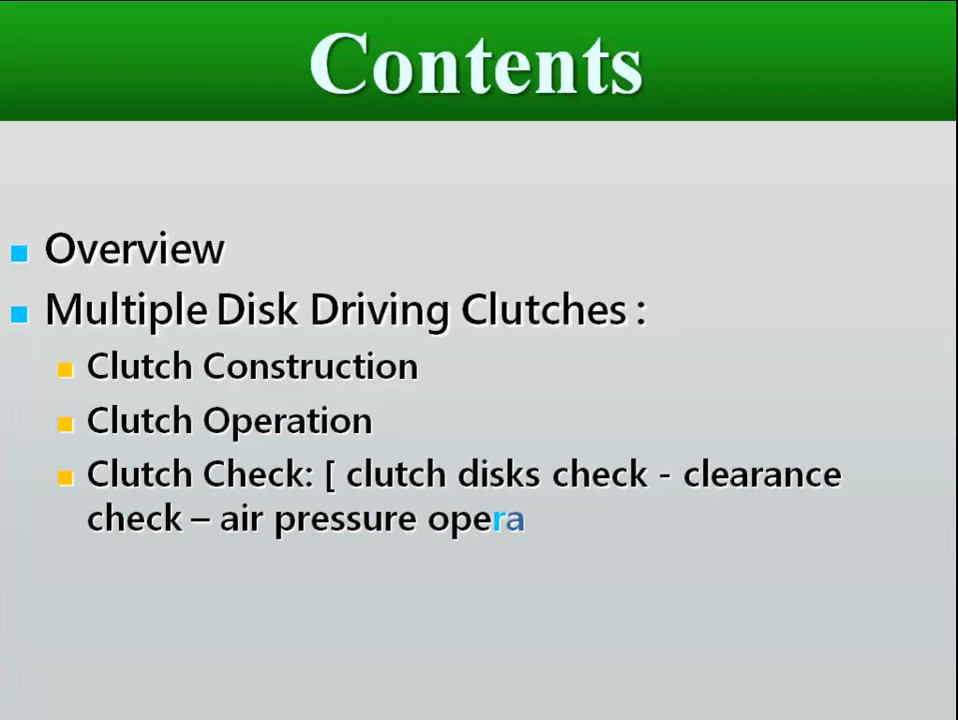 Contents
Overview
Multiple Disk Driving Clutches :
Clutch Construction
Clutch Operation
Clutch Check: [ clutch disks check - clearance
check – air pressure opera